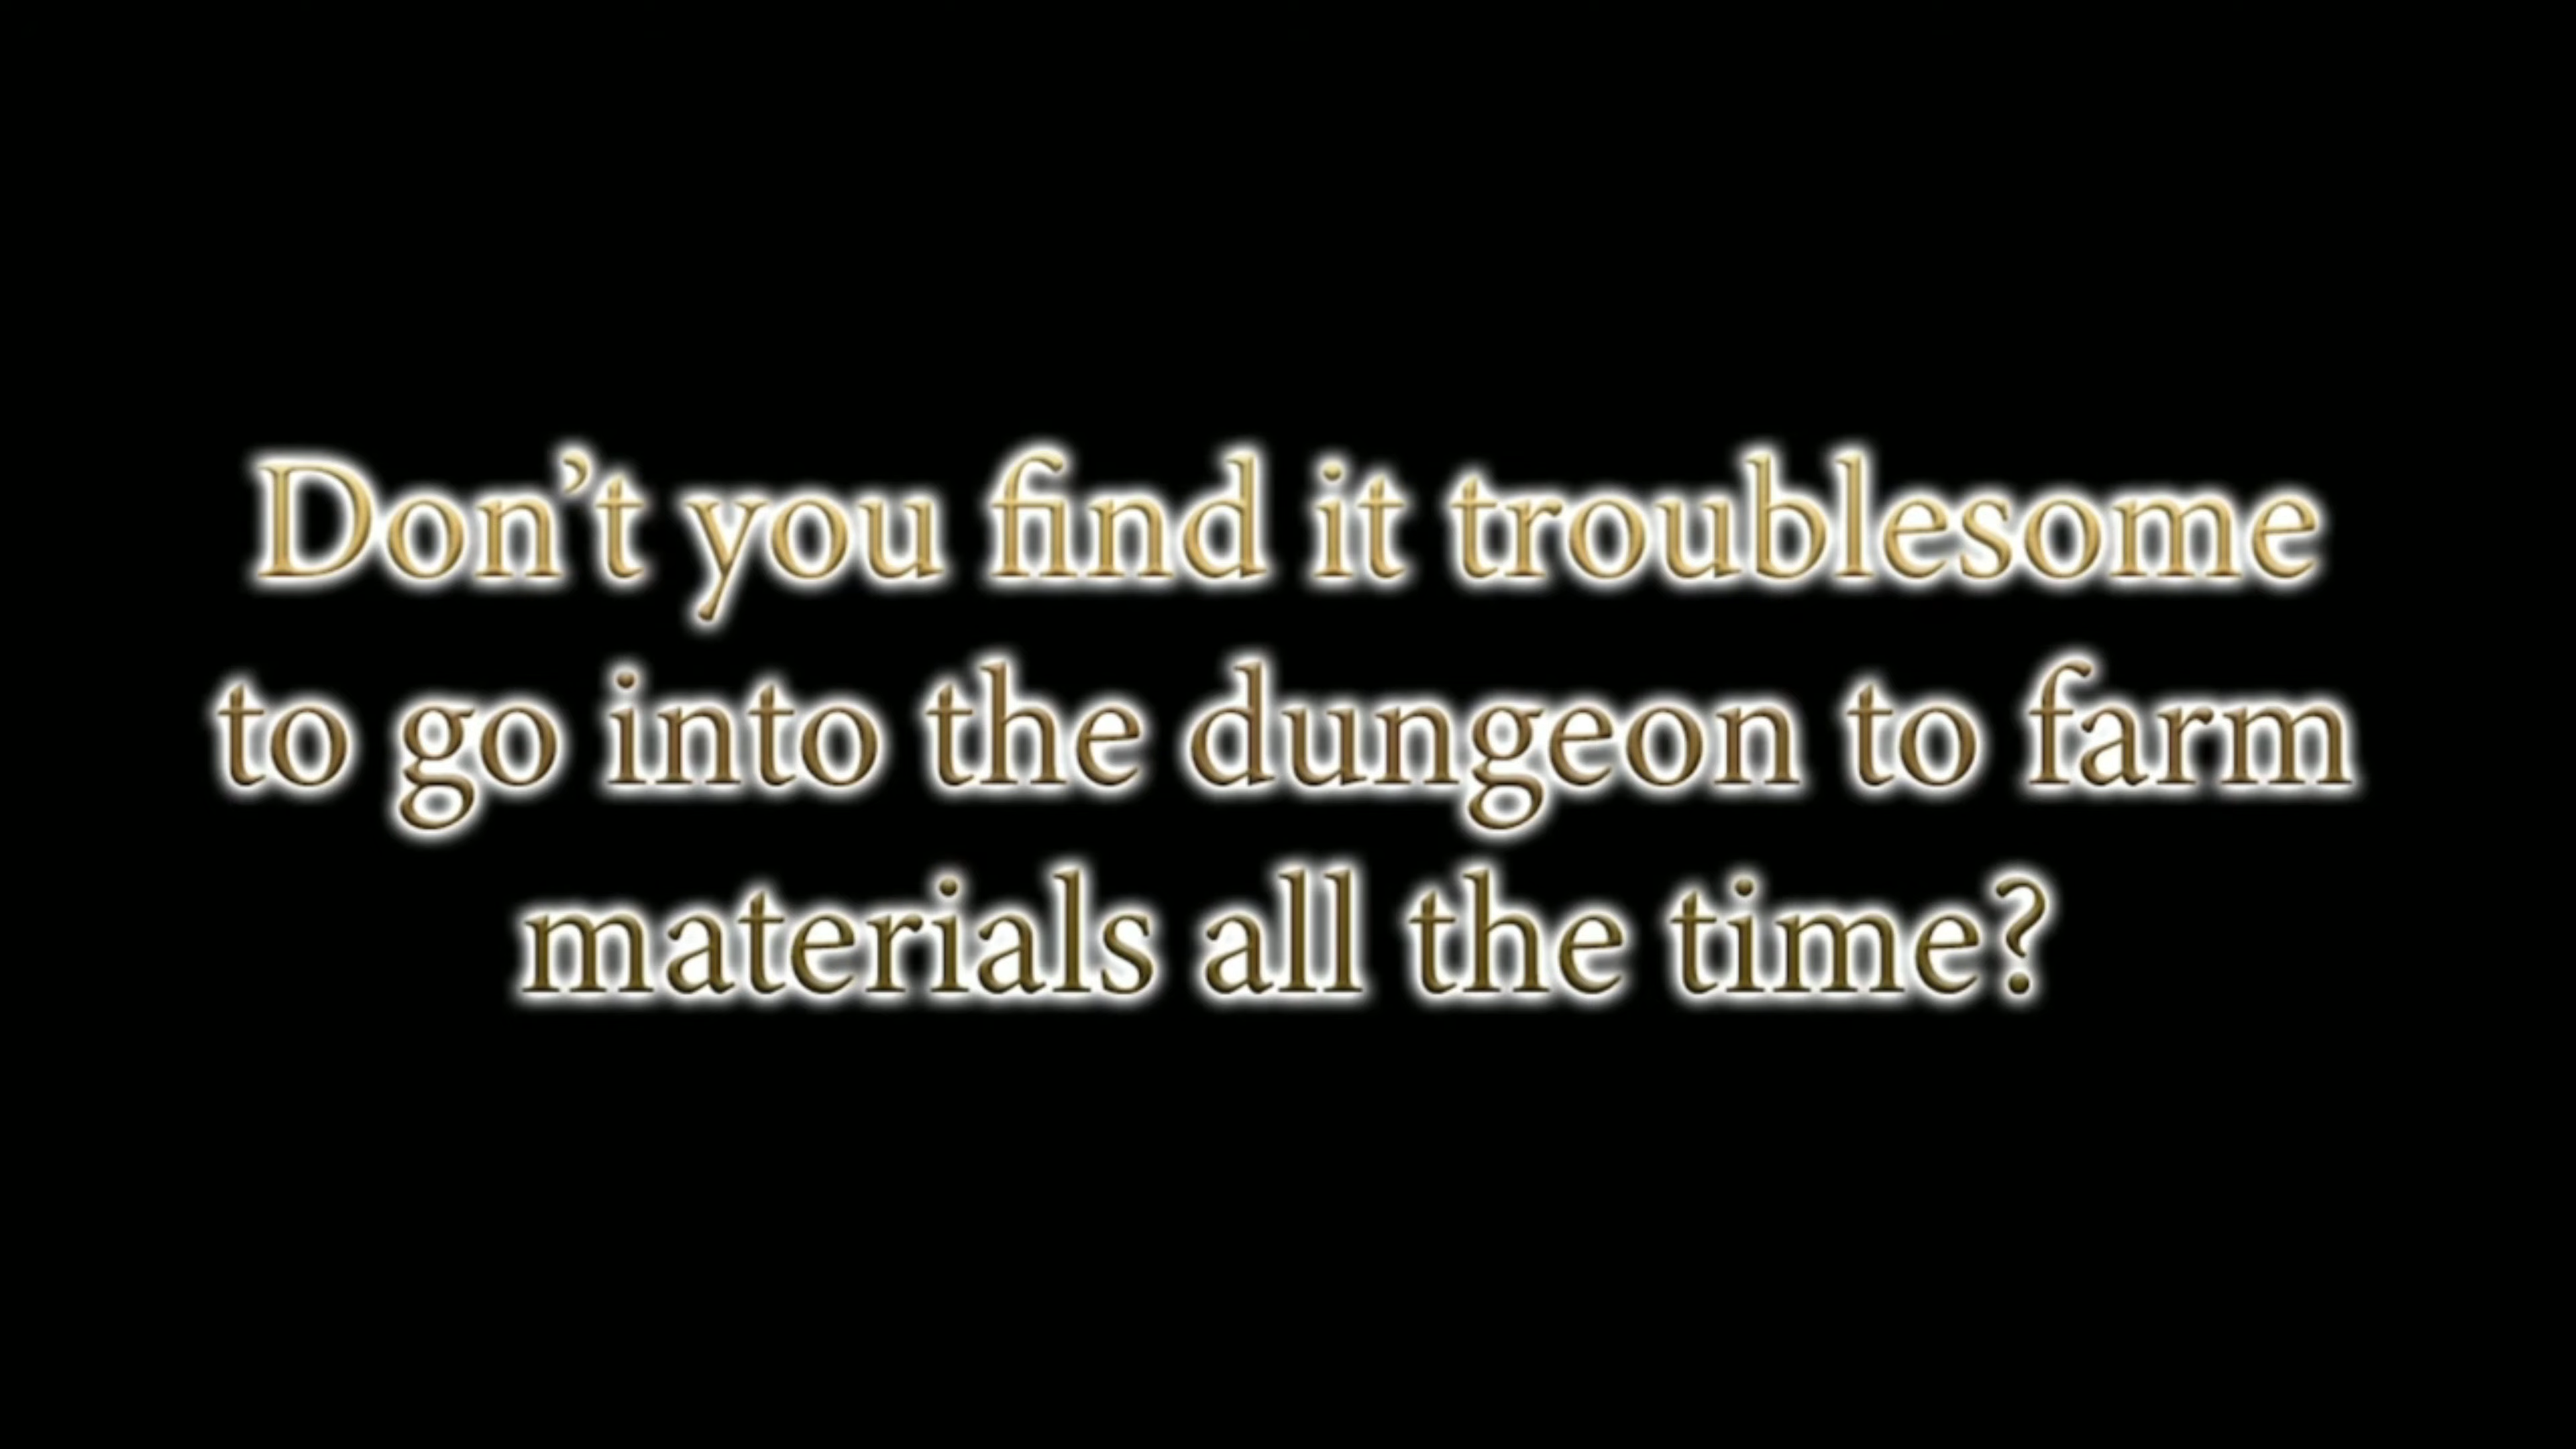 Don’t you find it troublesome
to go into the dungeon to farm
materials all the time?